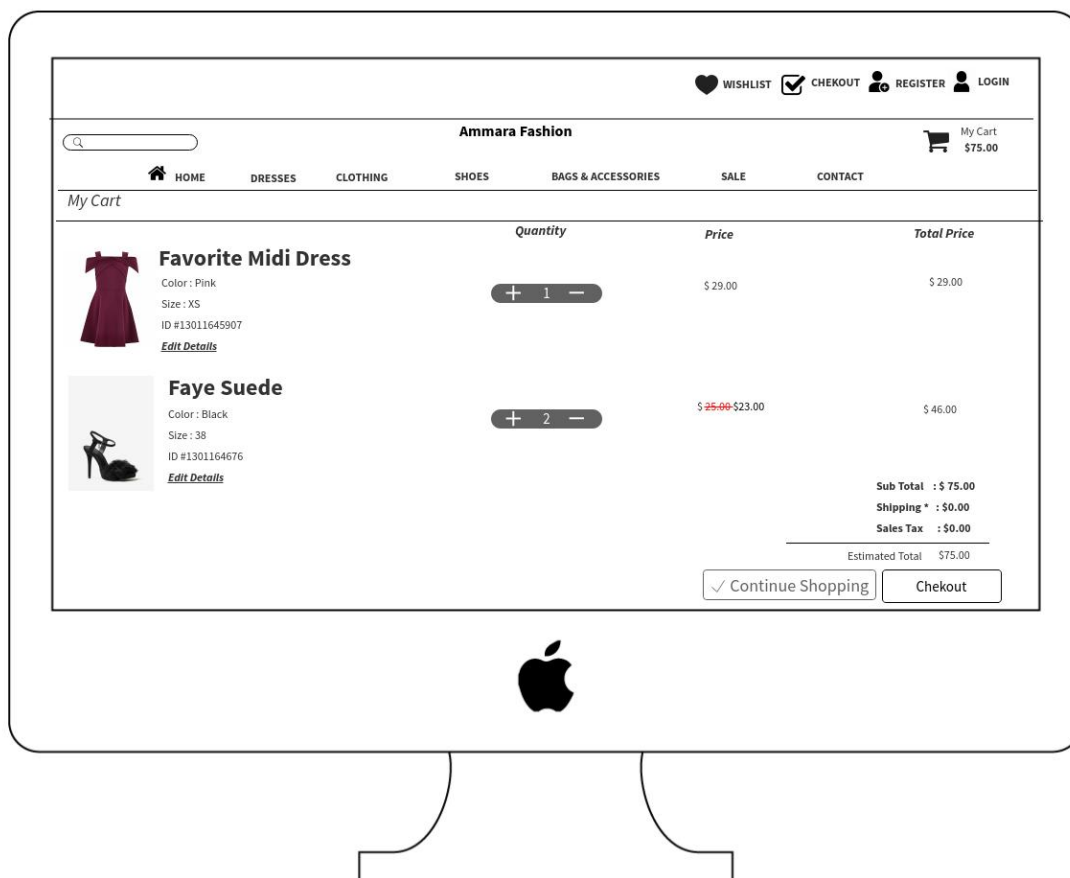 WISHLIST CHEKOUT REGISTER LOGIN
Ammara Fashion
My Cart
$75.00
HOME DRESSES CLOTHING SHOES BAGS & ACCESSORIES SALE CONTACT
My Cart
Quantity Price Total Price
Favorite Midi Dress
Color : Pink
Size : XS
ID #13011645907
Edit Details
+ 1 −
$ 29.00
$ 29.00
Faye Suede
Color : Black
Size : 38
ID #1301164676
Edit Details
+ 2 −
$ 25.00 $23.00
$ 46.00
Sub Total : $ 75.00
Shipping * : $0.00
Sales Tax : $0.00
Estimated Total $75.00
Continue Shopping Chekout